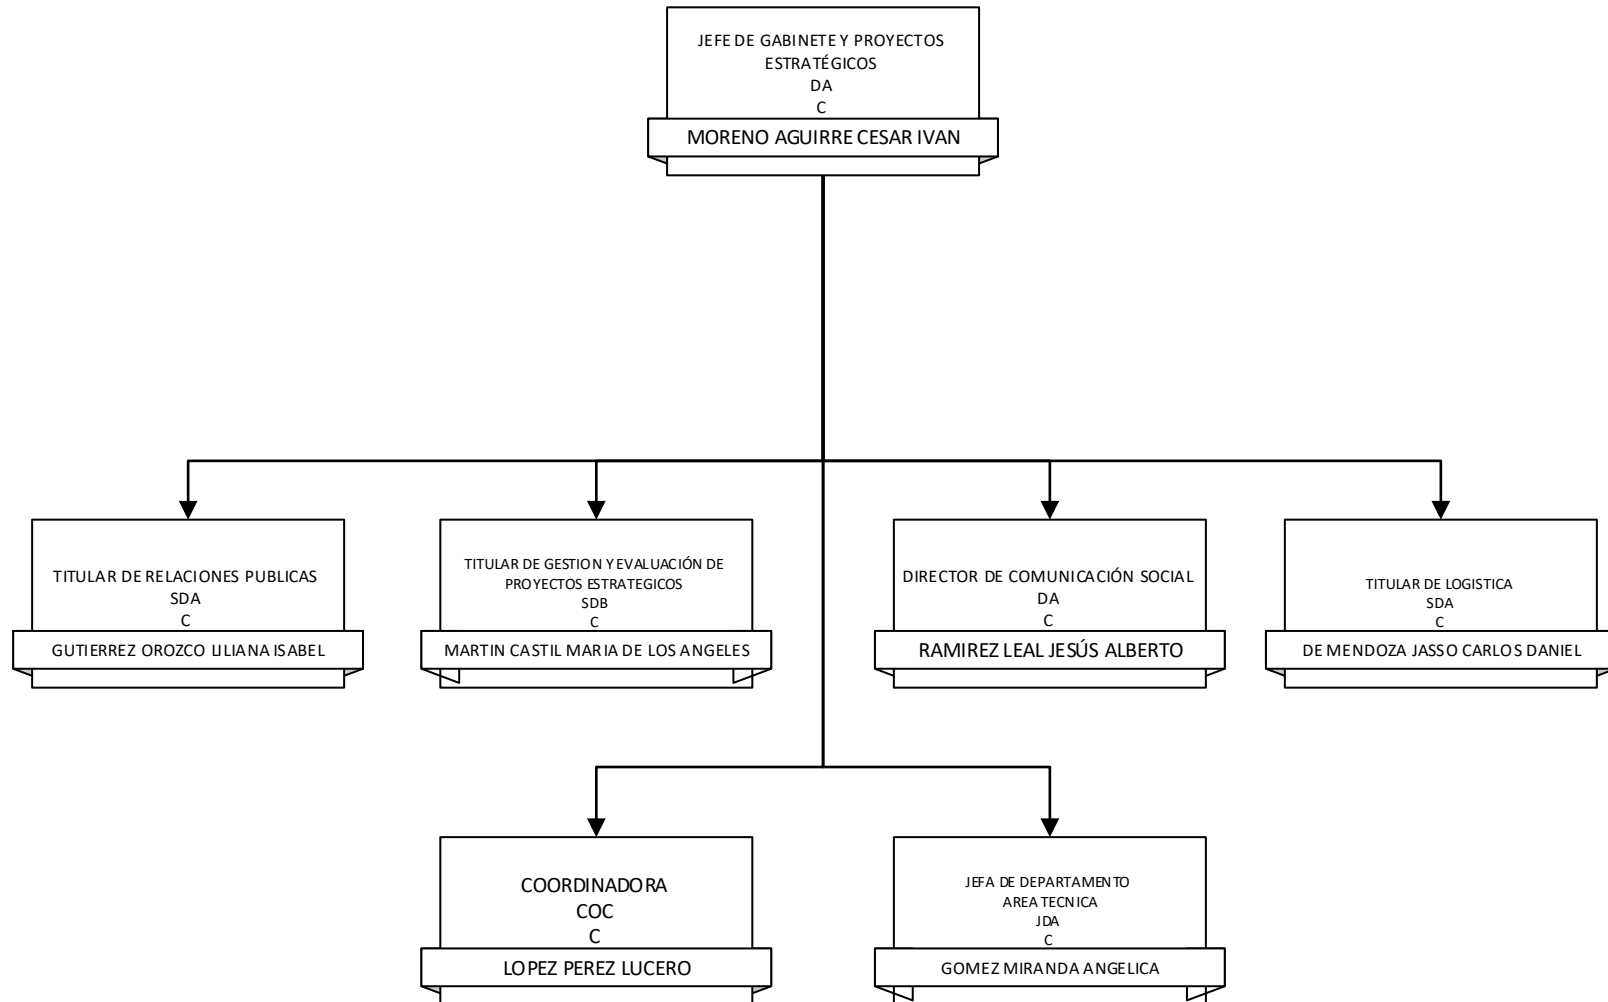 JEFE DE GABINETE Y PROYECTOS
ESTRATÉGICOS
DA
C
MORENO AGUIRRE CESAR IVAN
TITULAR DE RELACIONES PUBLICAS
SDA
C
GUTIERREZ OROZCO LILIANA ISABEL
TITULAR DE GESTION Y EVALUACIÓN DE
PROYECTOS ESTRATEGICOS
SDB
C
MARTIN CASTIL MARIA DE LOS ANGELES
DIRECTOR DE COMUNICACIÓN SOCIAL
DA
C
RAMIREZ LEAL JESÚS ALBERTO
TITULAR DE LOGISTICA
SDA
C
DE MENDOZA JASSO CARLOS DANIEL
COORDINADORA
COC
C
LOPEZ PEREZ LUCERO
JEFA DE DEPARTAMENTO
AREA TECNICA
JDA
C
GOMEZ MIRANDA ANGELICA